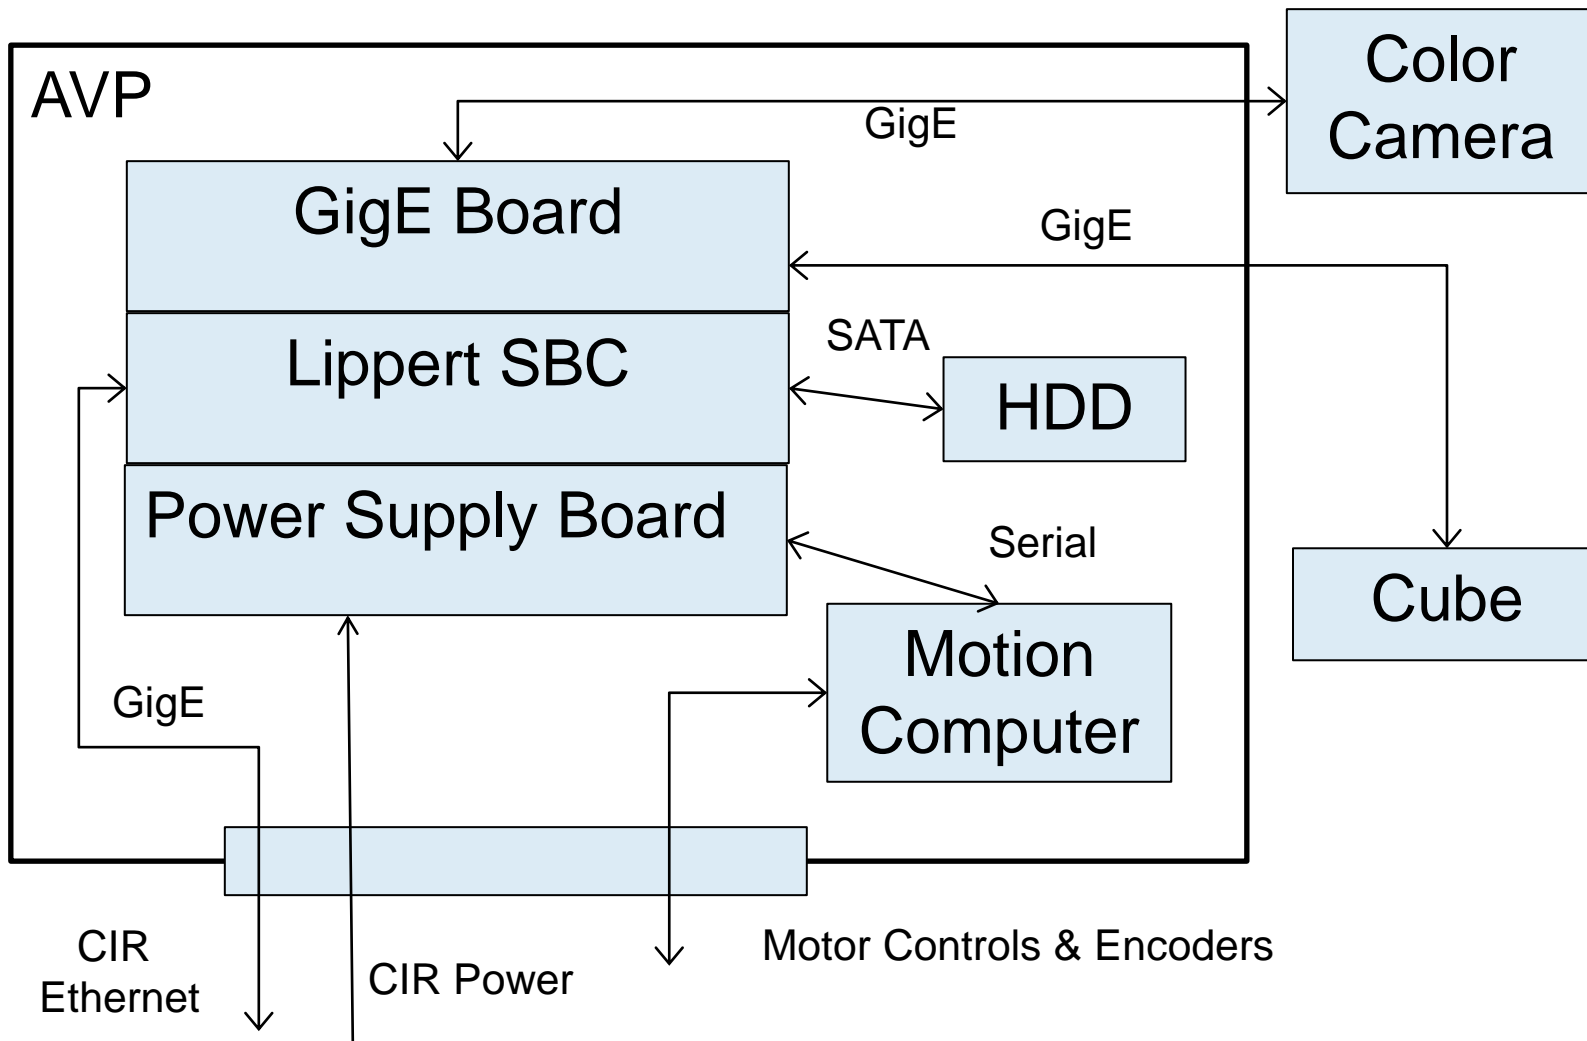 Color
Camera
AVP
GigE
GigE Board
GigE
Lippert SBC
SATA
HDD
Power Supply Board
Serial
Cube
Motion
Computer
GigE
CIR
Ethernet
CIR Power
Motor Controls & Encoders